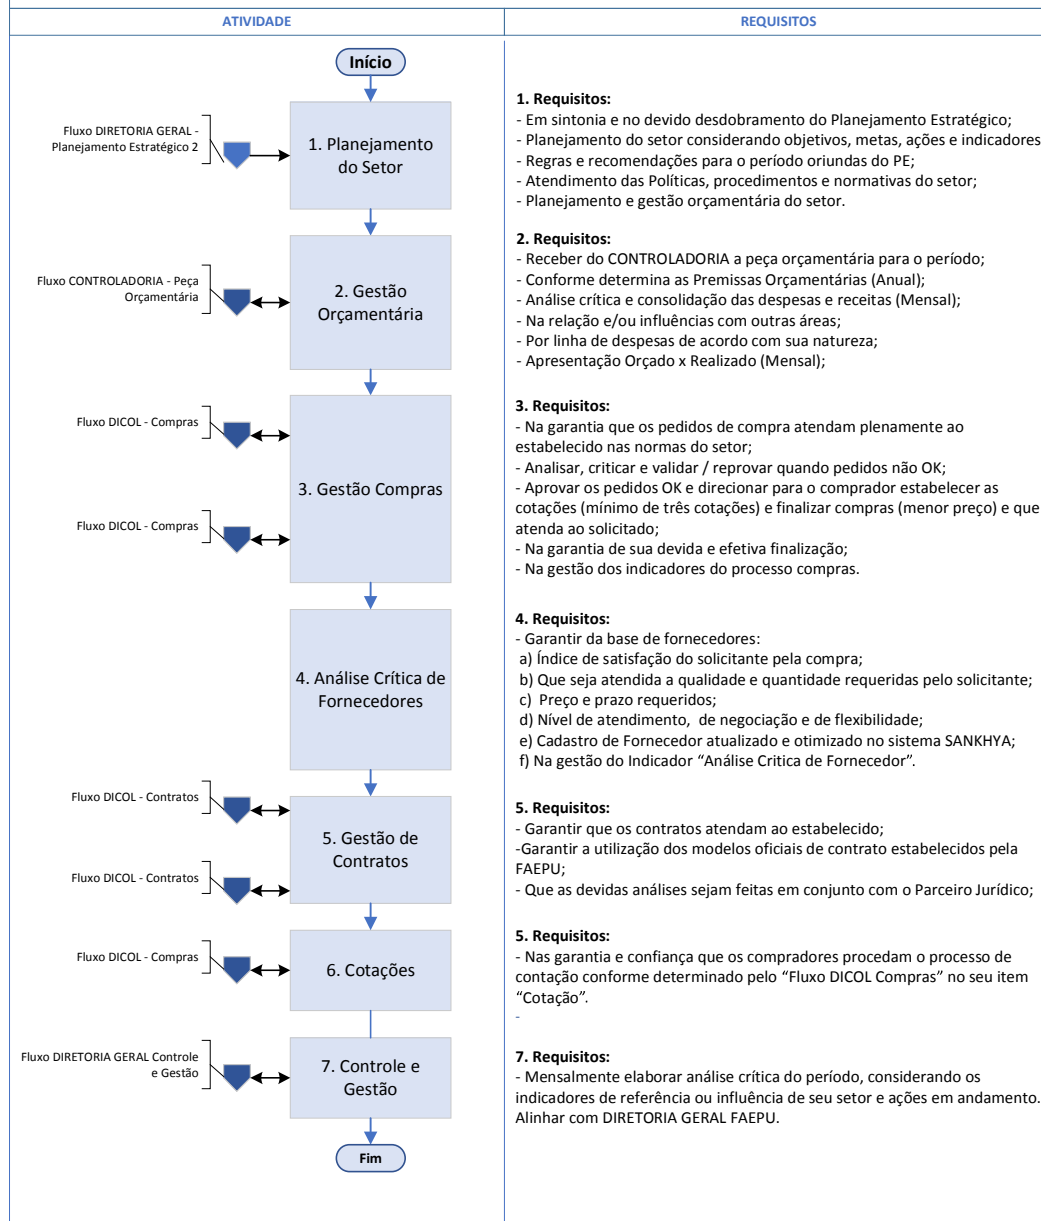 ATIVIDADE
REQUISITOS
Início
Fluxo DIRETORIA GERAL -
Planejamento Estratégico 2
1. Planejamento
do Setor
1. Requisitos:
- Em sintonia e no devido desdobramento do Planejamento Estratégico;
- Planejamento do setor considerando objetivos, metas, ações e indicadores
- Regras e recomendações para o período oriundas do PE;
- Atendimento das Políticas, procedimentos e normativas do setor;
- Planejamento e gestão orçamentária do setor.
Fluxo CONTROLADORIA - Peça
Orçamentária
2. Gestão
Orçamentária
2. Requisitos:
- Receber do CONTROLADORIA a peça orçamentária para o período;
- Conforme determina as Premissas Orçamentárias (Anual);
- Análise crítica e consolidação das despesas e receitas (Mensal);
- Na relação e/ou influências com outras áreas;
- Por linha de despesas de acordo com sua natureza;
- Apresentação Orçado x Realizado (Mensal);
Fluxo DICOL - Compras
Fluxo DICOL - Compras
3. Gestão Compras
3. Requisitos:
- Na garantia que os pedidos de compra atendam plenamente ao
estabelecido nas normas do setor;
- Analisar, criticar e validar / reprovar quando pedidos não OK;
- Aprovar os pedidos OK e direcionar para o comprador estabelecer as
cotações (mínimo de três cotações) e finalizar compras (menor preço) e que
atenda ao solicitado;
- Na garantia de sua devida e efetiva finalização;
- Na gestão dos indicadores do processo compras.
4. Análise Crítica de
Fornecedores
4. Requisitos:
- Garantir da base de fornecedores:
a) Índice de satisfação do solicitante pela compra;
b) Que seja atendida a qualidade e quantidade requeridas pelo solicitante;
c) Preço e prazo requeridos;
d) Nível de atendimento, de negociação e de flexibilidade;
e) Cadastro de Fornecedor atualizado e otimizado no sistema SANKHYA;
f) Na gestão do Indicador “Análise Critica de Fornecedor”.
Fluxo DICOL - Contratos
Fluxo DICOL - Contratos
5. Gestão de
Contratos
5. Requisitos:
- Garantir que os contratos atendam ao estabelecido;
-Garantir a utilização dos modelos oficiais de contrato estabelecidos pela
FAEPU;
- Que as devidas análises sejam feitas em conjunto com o Parceiro Jurídico;
Fluxo DICOL - Compras
6. Cotações
5. Requisitos:
- Nas garantia e confiança que os compradores procedam o processo de
contação conforme determinado pelo “Fluxo DICOL Compras” no seu item
“Cotação”.
-
Fluxo DIRETORIA GERAL Controle
e Gestão
7. Controle e
Gestão
7. Requisitos:
- Mensalmente elaborar análise crítica do período, considerando os
indicadores de referência ou influência de seu setor e ações em andamento.
Alinhar com DIRETORIA GERAL FAEPU.
Fim